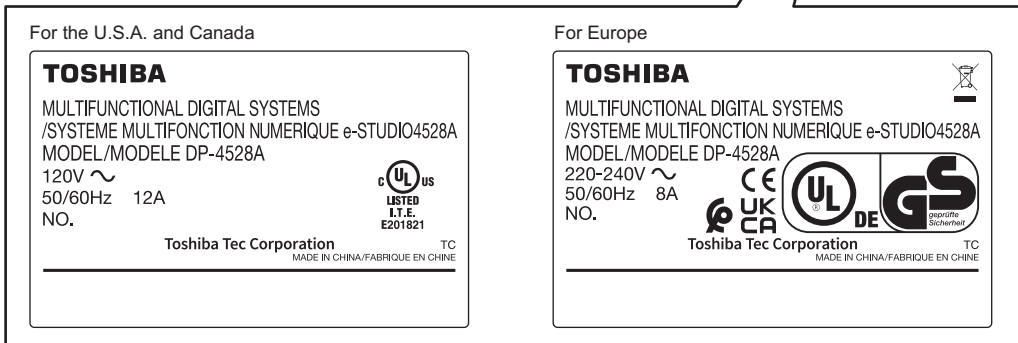 For the U.S.A. and Canada
TOSHIBA
MULTIFUNCTIONAL DIGITAL SYSTEMS
/SYSTEME MULTIFONCTION NUMERIQUE e-STUDIO4528A
MODEL/MODELE DP-4528A
120V ~
50/60Hz 12A
NO.
C UL US
LISTED
I.T.E.
E201821
Toshiba Tec Corporation TC
MADE IN CHINA/FABRIQUE EN CHINE
For Europe
TOSHIBA
MULTIFUNCTIONAL DIGITAL SYSTEMS
/SYSTEME MULTIFONCTION NUMERIQUE e-STUDIO4528A
MODEL/MODELE DP-4528A
220-240V ~
50/60Hz 8A
NO.
CE
UK
CA
UL
®
DE
GS
geprüfte
Sicherheit
Toshiba Tec Corporation TC
MADE IN CHINA/FABRIQUE EN CHINE